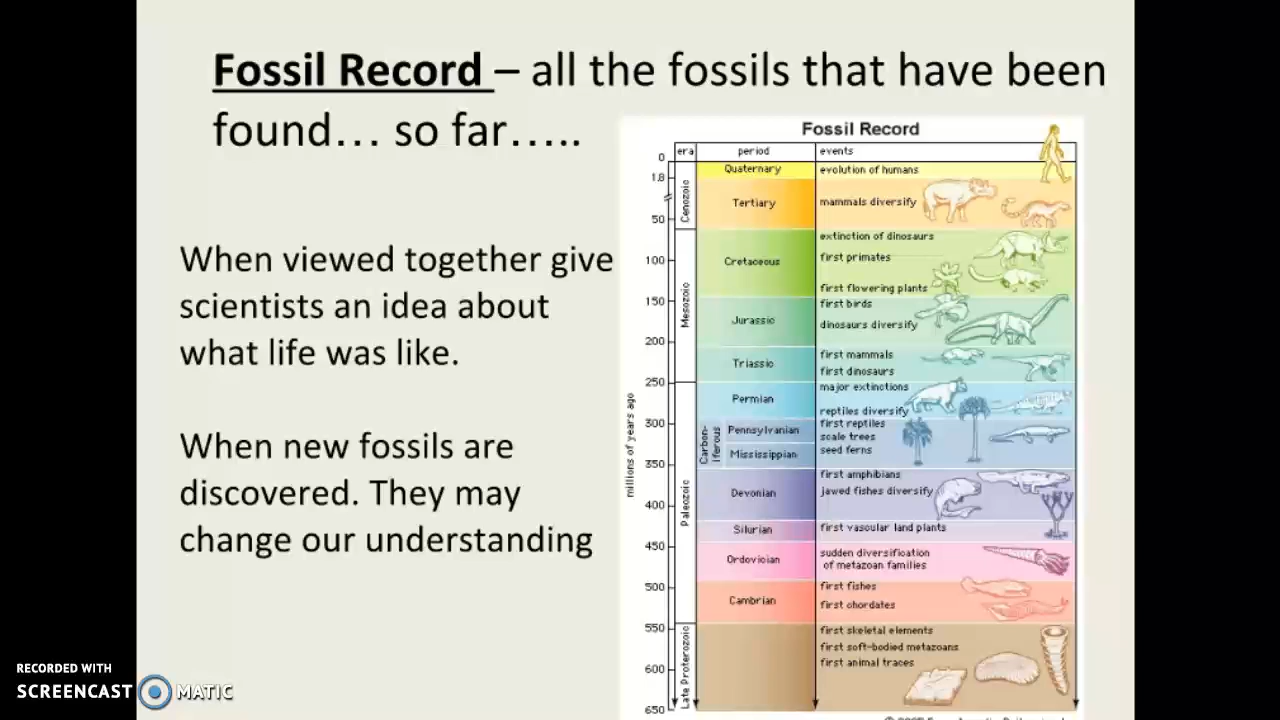 Fossil Record – all the fossils that have been
found… so far…..
When viewed together give
scientists an idea about
what life was like.
When new fossils are
discovered. They may
change our understanding
Fossil Record
era period events
0
1.8
50
100
150
200
250
300
350
400
450
500
550
600
650
millions of years ago
Cenozoic
Mesozoic
Paleozoic
Late Proterozoic
Quaternary
evolution of humans
Tertiary
mammals diversify
Cretaceous
extinction of dinosaurs
first primates
first flowering plants
Jurassic
first birds
dinosaurs diversify
Triassic
first mammals
first dinosaurs
Permian
major extinctions
reptiles diversify
Carbon-
iferous
Pennsylvanian
Mississippian
first reptiles
scale trees
seed ferns
Devonian
first amphibians
jawed fishes diversify
Silurian
first vascular land plants
Ordovician
sudden diversification
of metazoan families
Cambrian
first fishes
first chordates
first skeletal elements
first soft-bodied metazoans
first animal traces
RECORDED WITH
SCREENCAST MATIC